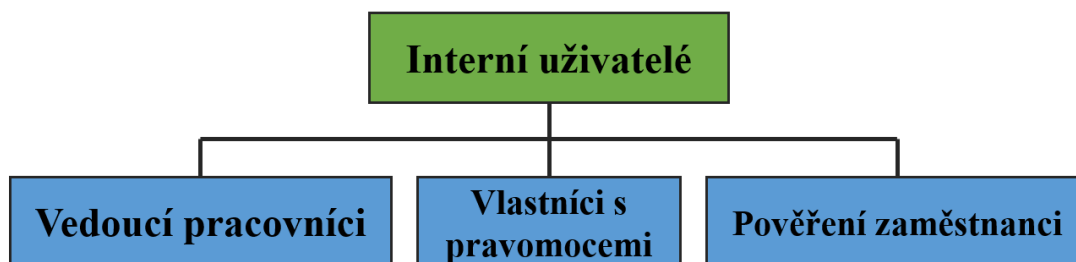 Interní uživatelé
Vedoucí pracovníci
Vlastníci s
pravomocemi
Pověření zaměstnanci